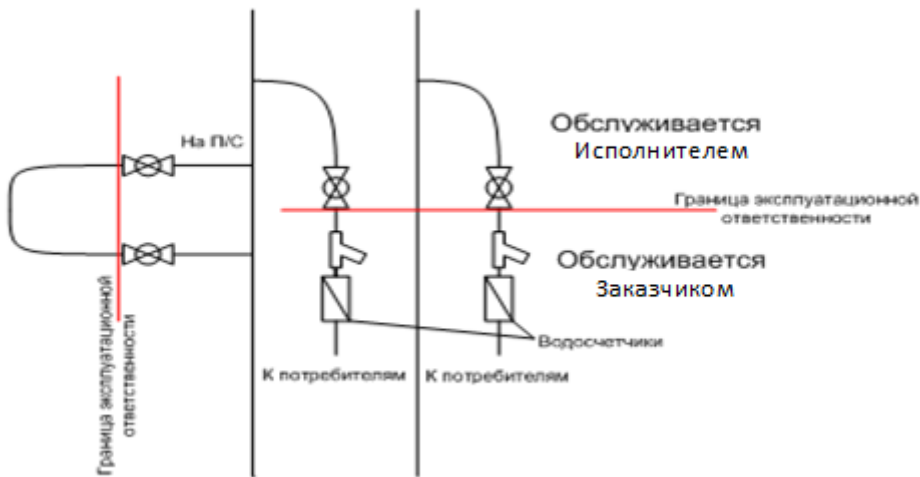 На П/С
Обслуживается
Исполнителем
Граница эксплуатационной
ответственности
Обслуживается
Заказчиком
Водосчетчики
К потребителям
К потребителям
Граница эксплуатационной
ответственности